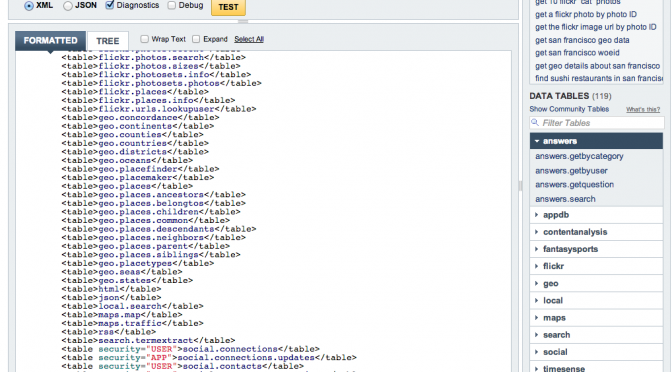 XML JSON Diagnostics Debug TEST
FORMATTED TREE Wrap Text Expand Select All
<table>flickr.photos.search</table>
<table>flickr.photos.sizes</table>
<table>flickr.photosets.info</table>
<table>flickr.photosets.photos</table>
<table>flickr.places</table>
<table>flickr.places.info</table>
<table>flickr.urls.lookupuser</table>
<table>geo.concordance</table>
<table>geo.continents</table>
<table>geo.counties</table>
<table>geo.countries</table>
<table>geo.districts</table>
<table>geo.oceans</table>
<table>geo.placefinder</table>
<table>geo.placemaker</table>
<table>geo.places</table>
<table>geo.places.ancestors</table>
<table>geo.places.belongtos</table>
<table>geo.places.children</table>
<table>geo.places.common</table>
<table>geo.places.descendants</table>
<table>geo.places.neighbors</table>
<table>geo.places.parent</table>
<table>geo.places.siblings</table>
<table>geo.placetypes</table>
<table>geo.seas</table>
<table>geo.states</table>
<table>html</table>
<table>json</table>
<table>local.search</table>
<table>maps.map</table>
<table>maps.traffic</table>
<table>rss</table>
<table>search.termextract</table>
<table security="USER">social.connections</table>
<table security="APP">social.connections.updates</table>
<table security="USER">social.contacts</table>
get 10 flickr "cat" photos
get a flickr photo by photo ID
get the flickr image url by photo ID
get san francisco geo data
get san francisco woeid
get geo details about san francisco
find sushi restaurants in san francisc
DATA TABLES (119)
Show Community Tables What's this?
Filter Tables
answers
answers.getbycategory
answers.getbyuser
answers.getquestion
answers.search
appdb
contentanalysis
fantasysports
flickr
geo
local
maps
search
social
timesense